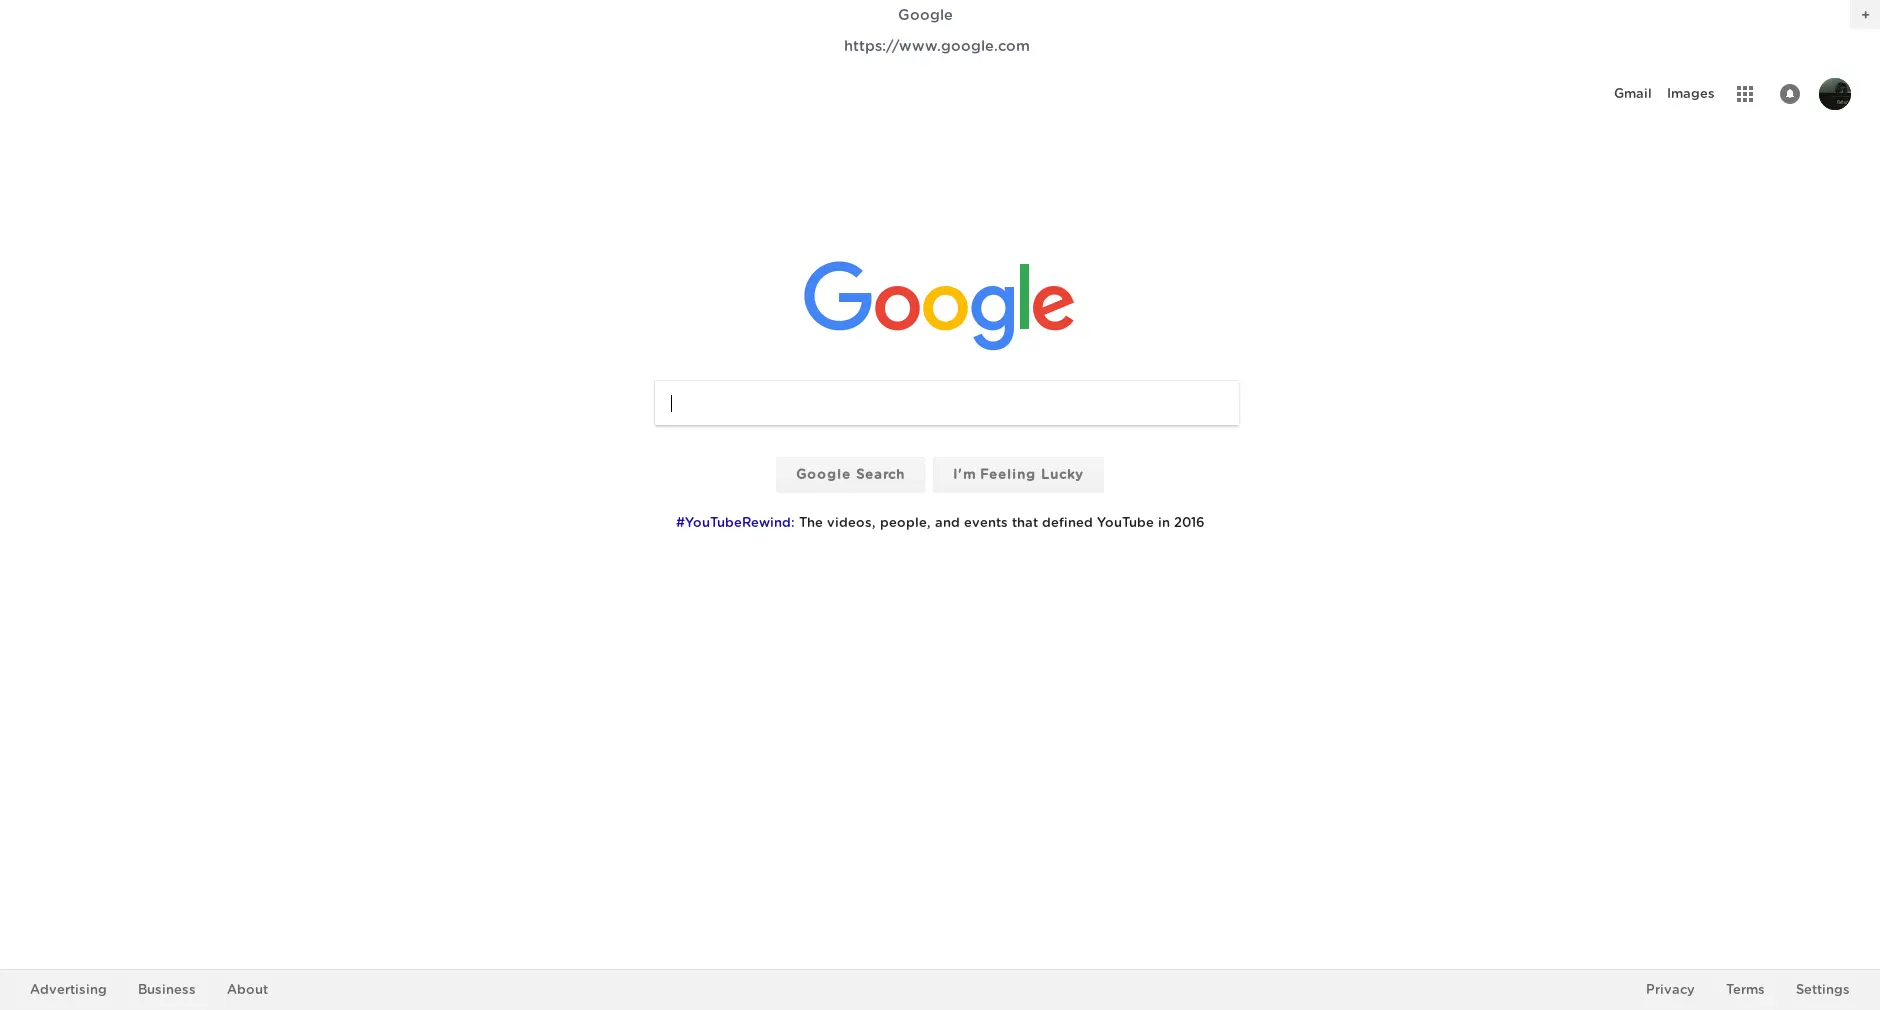 Google
+
https://www.google.com
Gmail Images
Google
Google Search I'm Feeling Lucky
#YouTubeRewind: The videos, people, and events that defined YouTube in 2016
Advertising Business About Privacy Terms Settings